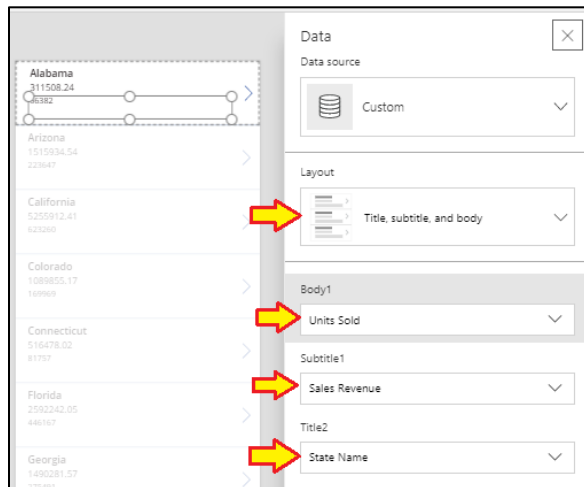 Alabama
311508.24
Arizona
1515934.54
223647
California
5255912.41
623260
Colorado
1089855.17
169969
Connecticut
516478.02
81757
Florida
2592242.05
446167
Georgia
1490281.57
Data
Data source
Custom
Layout
Title, subtitle, and body
Body1
Units Sold
Subtitle1
Sales Revenue
Title2
State Name